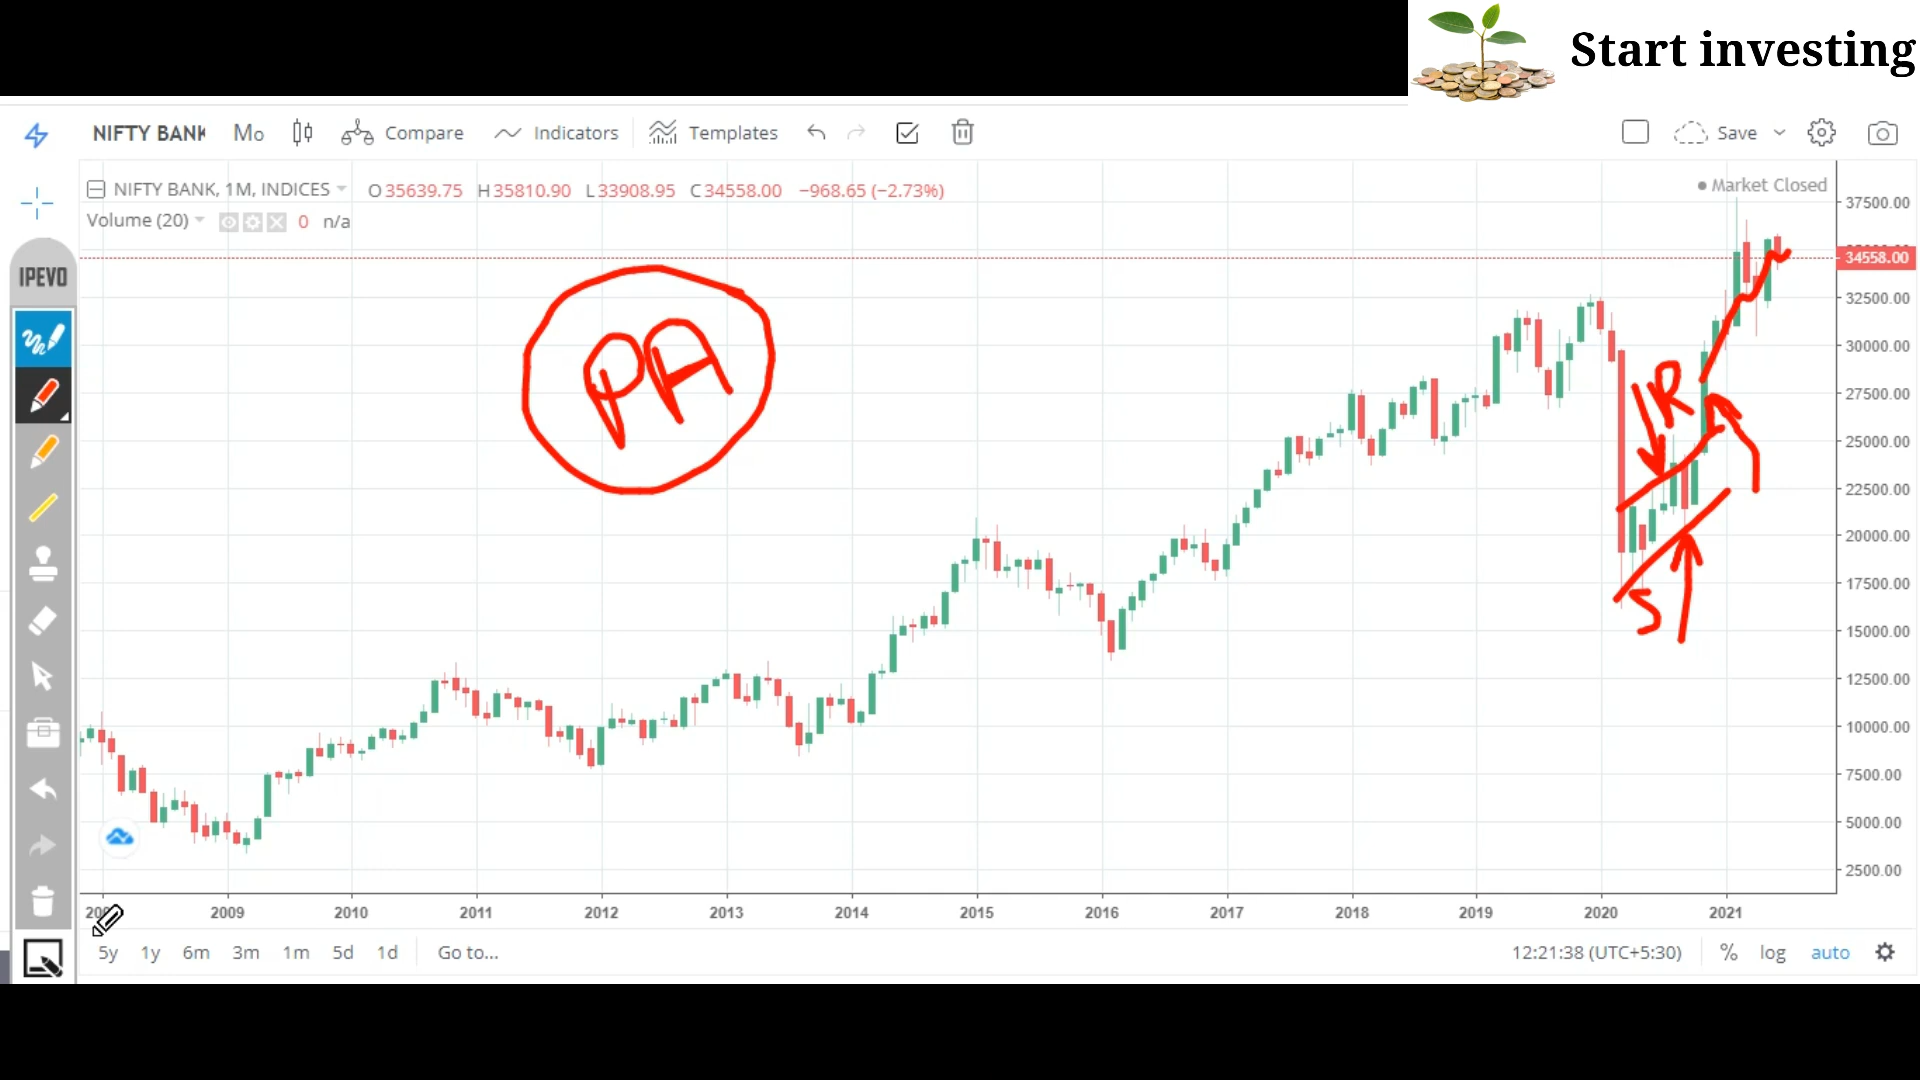 Start investing
NIFTY BANK Mo Compare Indicators Templates Save
NIFTY BANK, 1M, INDICES O35639.75 H35810.90 L33908.95 C34558.00 −968.65 (−2.73%)
Market Closed
Volume (20) 0 n/a
IPEVO
PA
R
S
37500.00
34558.00
32500.00
30000.00
27500.00
25000.00
22500.00
20000.00
17500.00
15000.00
12500.00
10000.00
7500.00
5000.00
2500.00
2009 2010 2011 2012 2013 2014 2015 2016 2017 2018 2019 2020 2021
5y 1y 6m 3m 1m 5d 1d Go to... 12:21:38 (UTC+5:30) % log auto